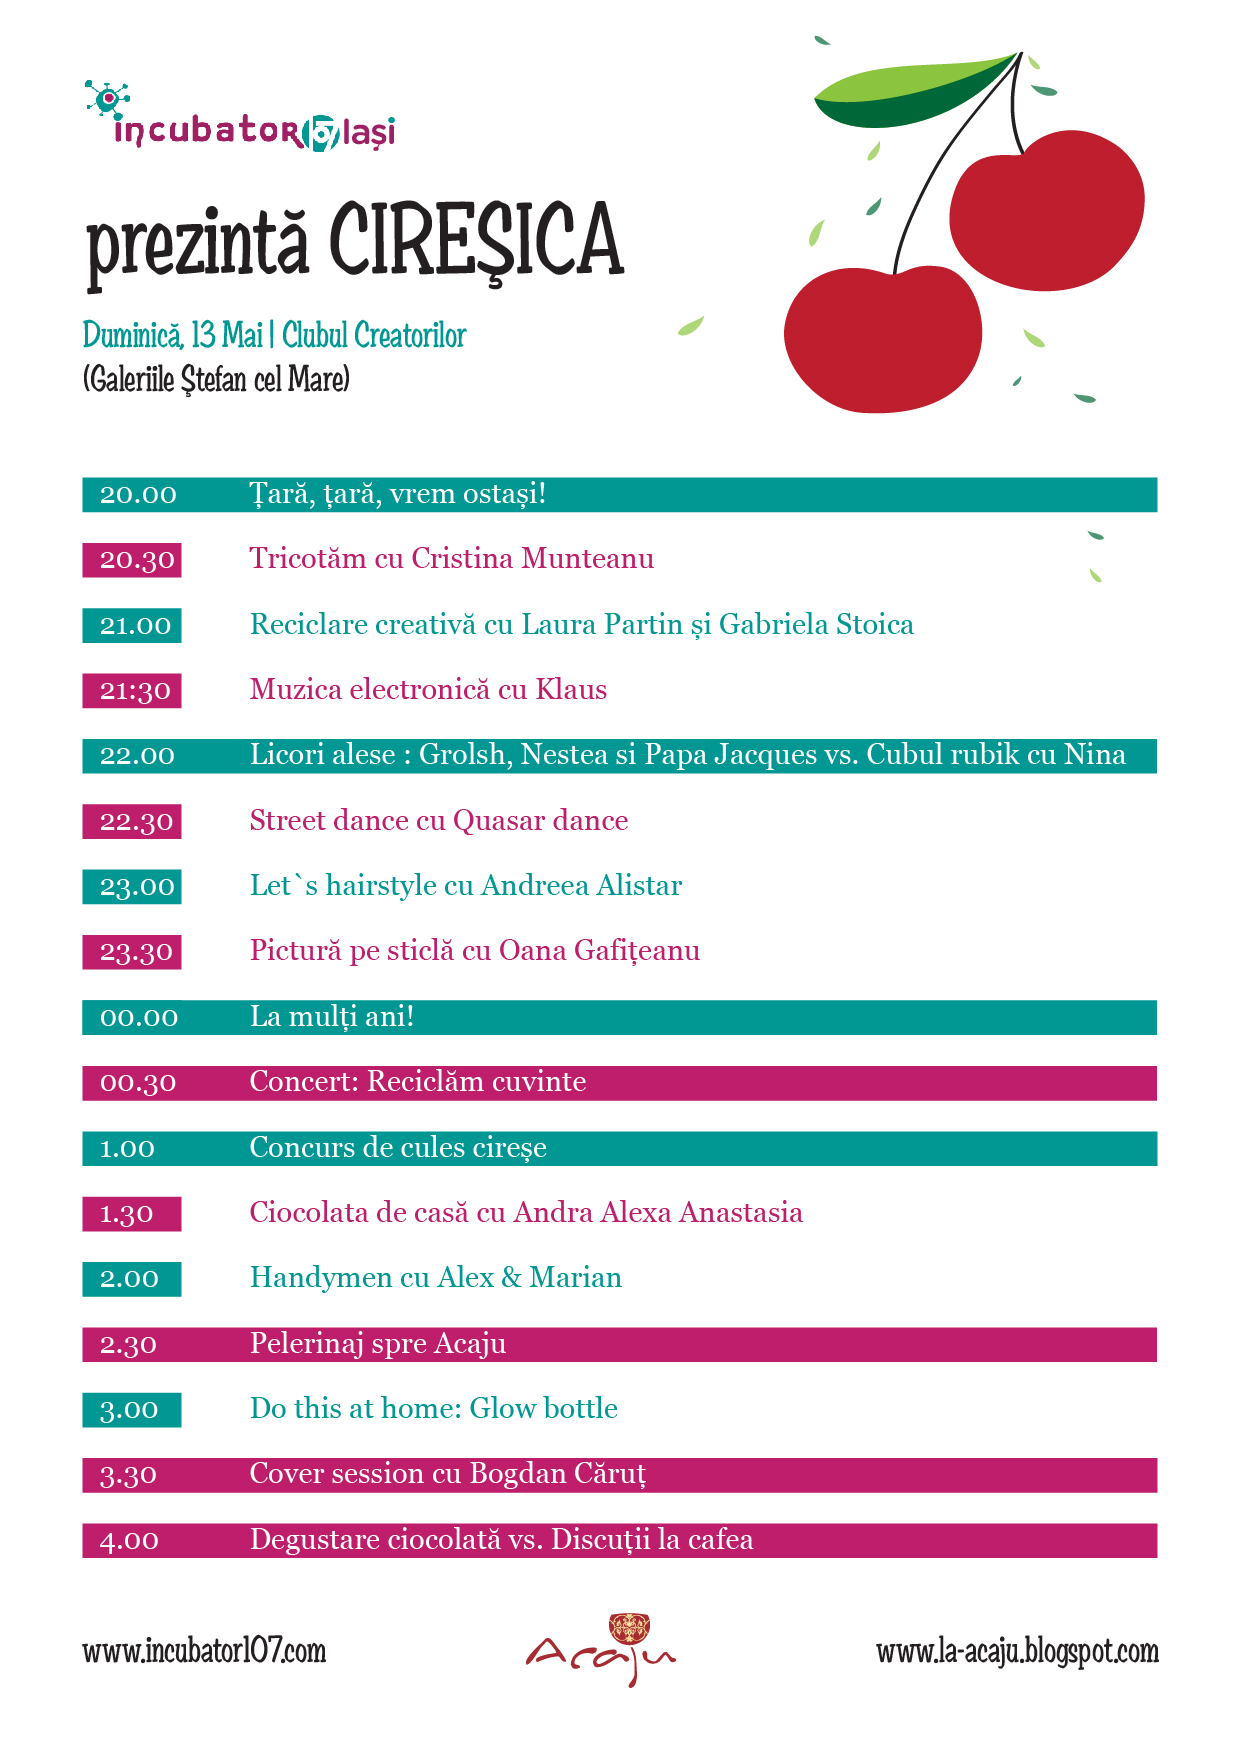 incubator107 Iași
prezintă CIREŞICA
Duminică, 13 Mai | Clubul Creatorilor
(Galeriile Ştefan cel Mare)
20.00 Țară, țară, vrem ostași!
20.30 Tricotăm cu Cristina Munteanu
21.00 Reciclare creativă cu Laura Partin și Gabriela Stoica
21:30 Muzica electronică cu Klaus
22.00 Licori alese : Grolsh, Nestea si Papa Jacques vs. Cubul rubik cu Nina
22.30 Street dance cu Quasar dance
23.00 Let`s hairstyle cu Andreea Alistar
23.30 Pictură pe sticlă cu Oana Gafițeanu
00.00 La mulți ani!
00.30 Concert: Reciclăm cuvinte
1.00 Concurs de cules cireșe
1.30 Ciocolata de casă cu Andra Alexa Anastasia
2.00 Handymen cu Alex & Marian
2.30 Pelerinaj spre Acaju
3.00 Do this at home: Glow bottle
3.30 Cover session cu Bogdan Căruț
4.00 Degustare ciocolată vs. Discuții la cafea
www.incubator107.com
Acaju
www.la-acaju.blogspot.com